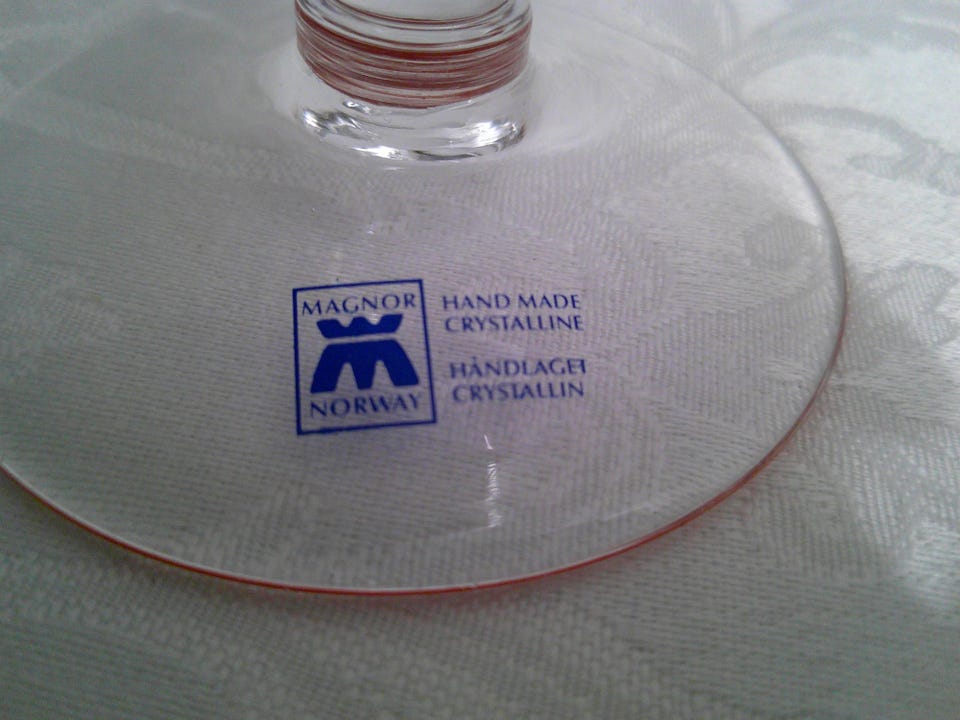 MAGNOR
NORWAY
HAND MADE
CRYSTALLINE
HÅNDLAGET
CRYSTALLIN